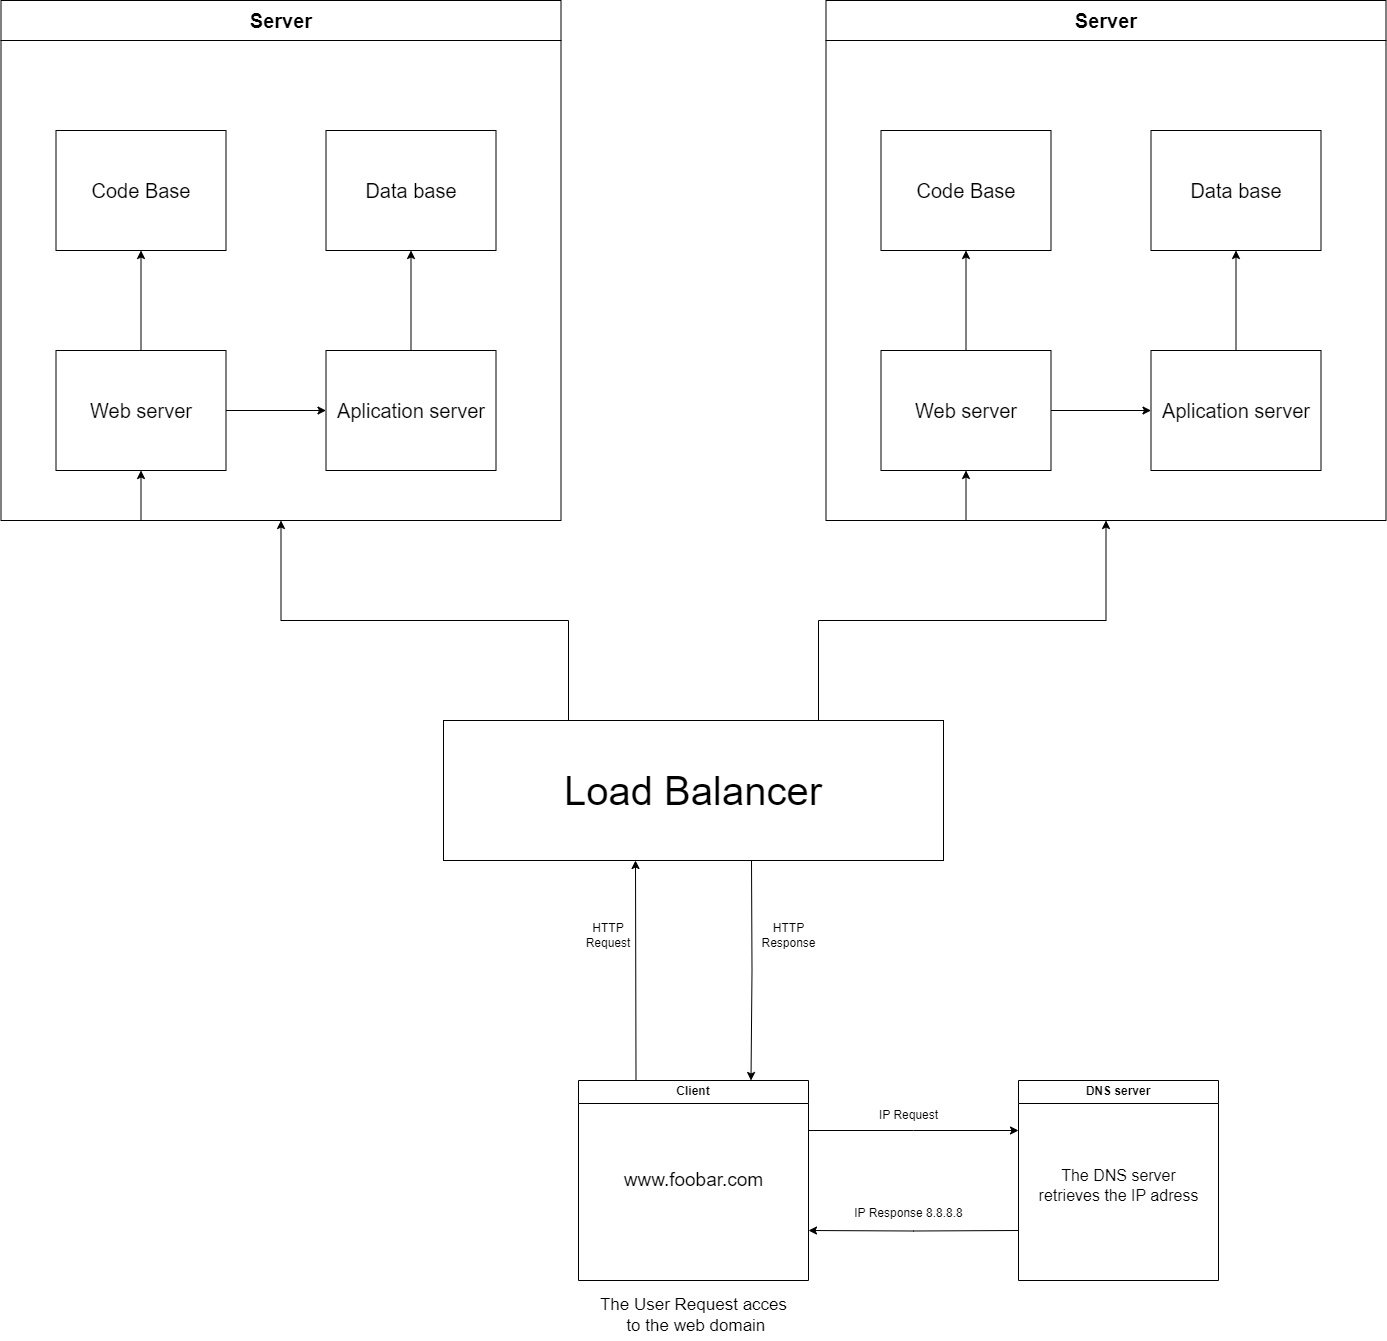 Server
Server
Code Base
Data base
Code Base
Data base
Web server
Aplication server
Web server
Aplication server
Load Balancer
HTTP
Request
HTTP
Response
Client
DNS server
IP Request
www.foobar.com
The DNS server
retrieves the IP adress
IP Response 8.8.8.8
The User Request acces
to the web domain